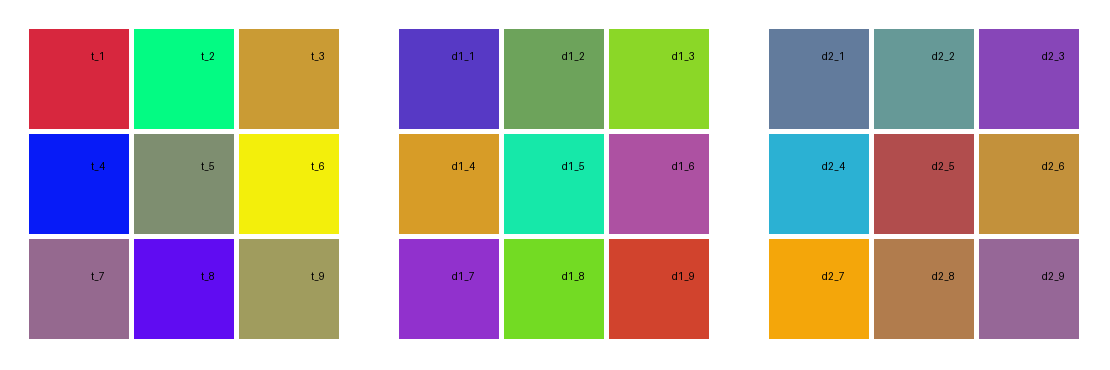 t_1 t_2 t_3 d1_1 d1_2 d1_3 d2_1 d2_2 d2_3
t_4 t_5 t_6 d1_4 d1_5 d1_6 d2_4 d2_5 d2_6
t_7 t_8 t_9 d1_7 d1_8 d1_9 d2_7 d2_8 d2_9